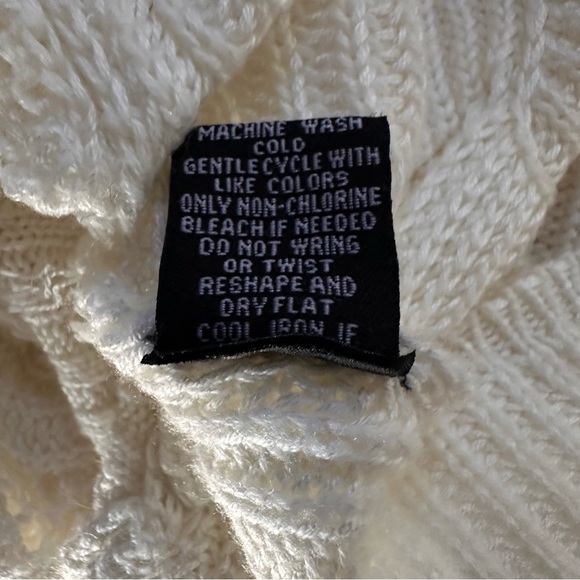 MACHINE WASH
COLD
GENTLE CYCLE WITH
LIKE COLORS
ONLY NON-CHLORINE
BLEACH IF NEEDED
DO NOT WRING
OR TWIST
RESHAPE AND
DRY FLAT
COOL IRON IF